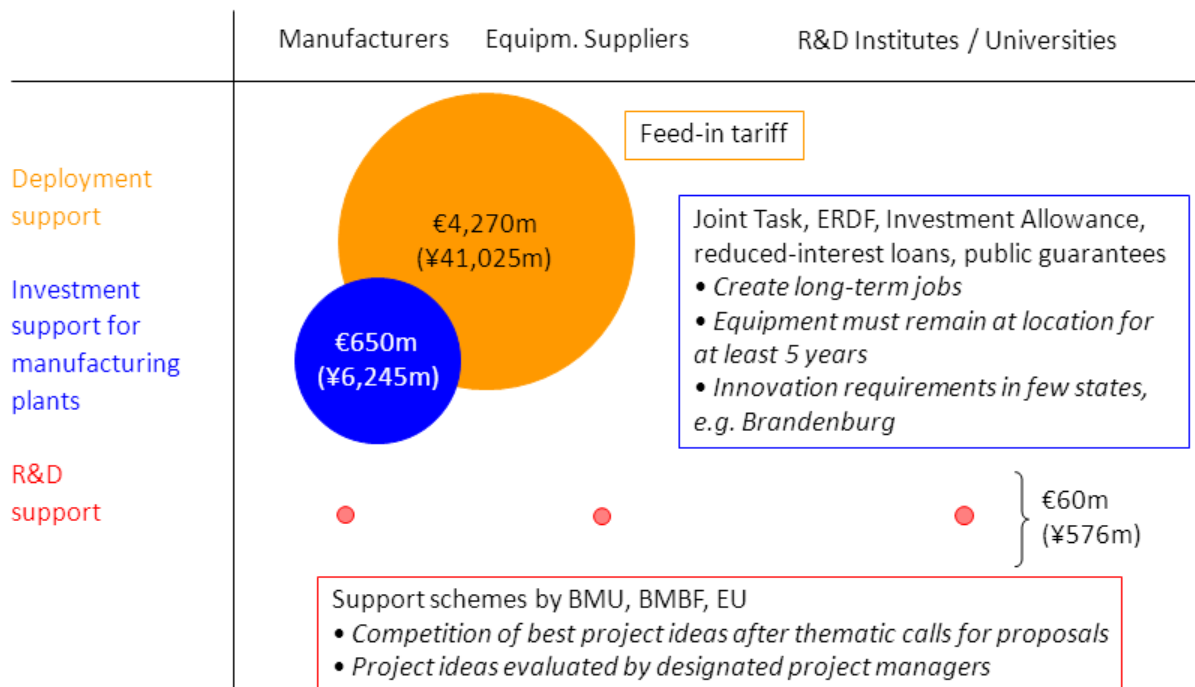 Manufacturers
Equipm. Suppliers
R&D Institutes / Universities
Deployment
support
Feed-in tariff
€4,270m
(¥41,025m)
Investment
support for
manufacturing
plants
€650m
(¥6,245m)
Joint Task, ERDF, Investment Allowance,
reduced-interest loans, public guarantees
• Create long-term jobs
• Equipment must remain at location for
at least 5 years
• Innovation requirements in few states,
e.g. Brandenburg
R&D
support
€60m
(¥576m)
Support schemes by BMU, BMBF, EU
• Competition of best project ideas after thematic calls for proposals
• Project ideas evaluated by designated project managers